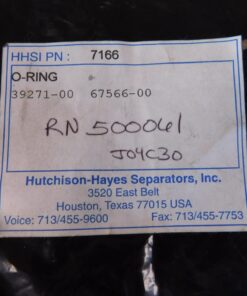 HHSI PN : 7166
O-RING
39271-00 67566-00
RN 500061
J04C30
Hutchison-Hayes Separators, Inc.
3520 East Belt
Houston, Texas 77015 USA
Voice: 713/455-9600 Fax: 713/455-7753